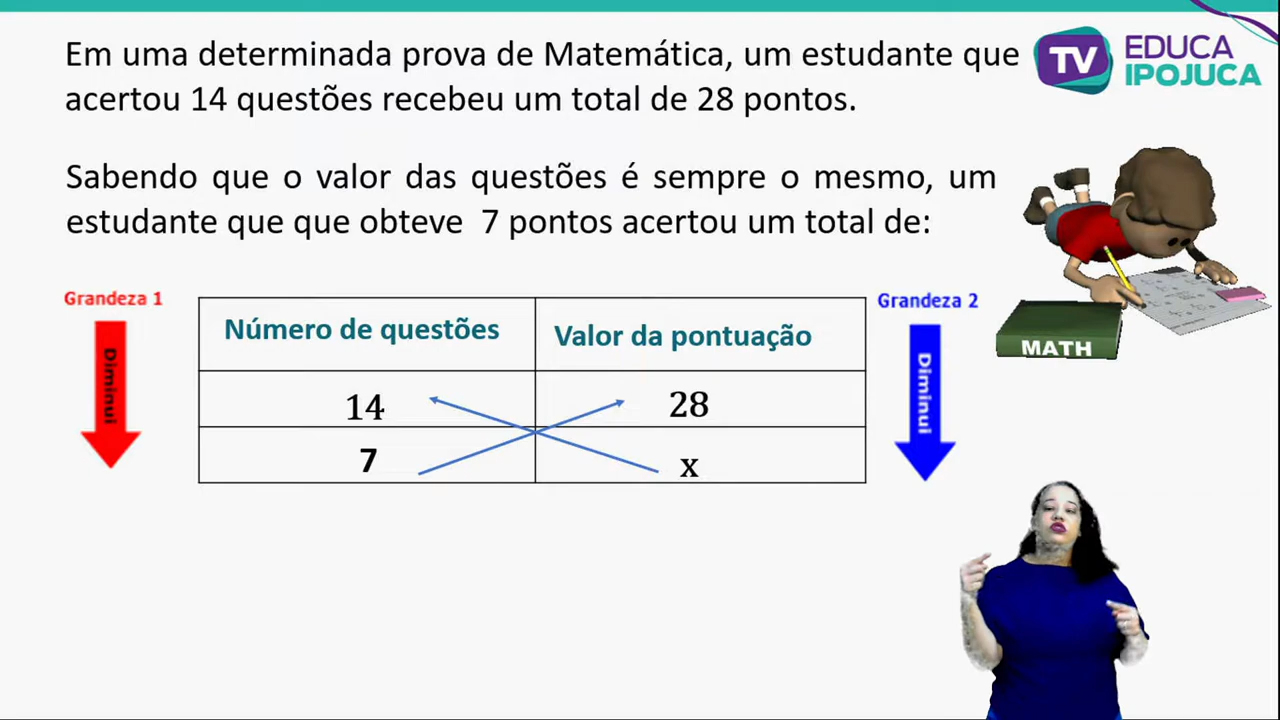 Em uma determinada prova de Matemática, um estudante que
acertou 14 questões recebeu um total de 28 pontos.
TV EDUCA
IPOJUCA
Sabendo que o valor das questões é sempre o mesmo, um
estudante que que obteve 7 pontos acertou um total de:
Grandeza 1
Diminui
Número de questões
Valor da pontuação
14
28
7
x
Grandeza 2
Diminui
MATH